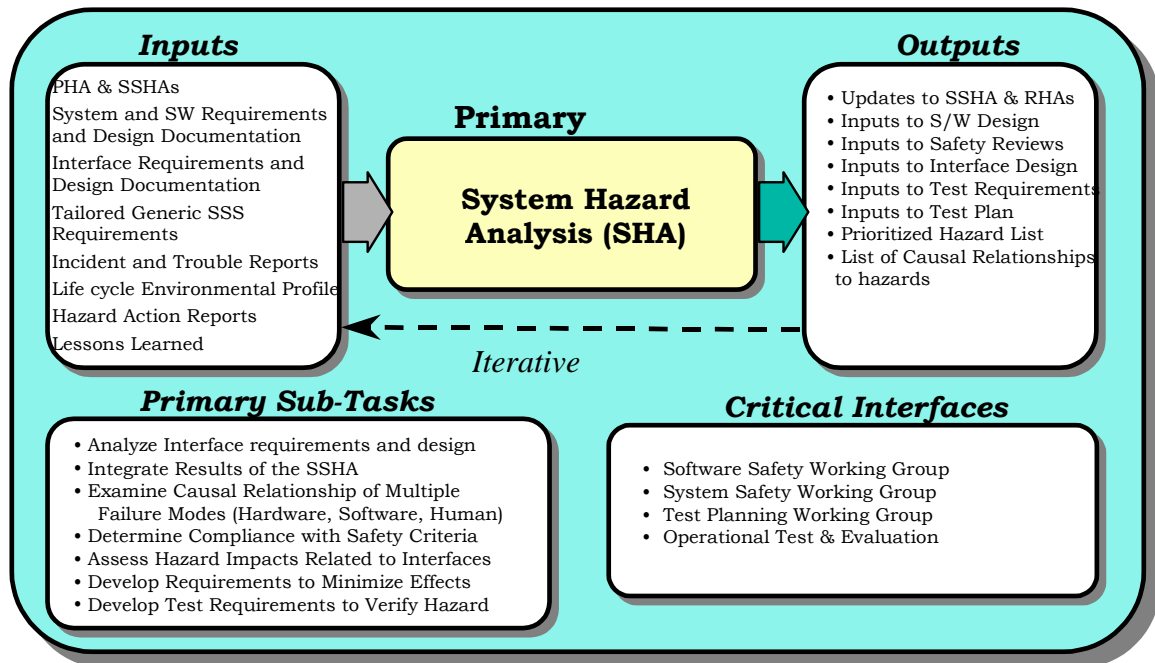 Inputs
PHA & SSHAs
System and SW Requirements
and Design Documentation
Interface Requirements and
Design Documentation
Tailored Generic SSS
Requirements
Incident and Trouble Reports
Life cycle Environmental Profile
Hazard Action Reports
Lessons Learned
Primary
System Hazard
Analysis (SHA)
Outputs
• Updates to SSHA & RHAs
• Inputs to S/W Design
• Inputs to Safety Reviews
• Inputs to Interface Design
• Inputs to Test Requirements
• Inputs to Test Plan
• Prioritized Hazard List
• List of Causal Relationships
to hazards
Iterative
Primary Sub-Tasks
• Analyze Interface requirements and design
• Integrate Results of the SSHA
• Examine Causal Relationship of Multiple
Failure Modes (Hardware, Software, Human)
• Determine Compliance with Safety Criteria
• Assess Hazard Impacts Related to Interfaces
• Develop Requirements to Minimize Effects
• Develop Test Requirements to Verify Hazard
Critical Interfaces
• Software Safety Working Group
• System Safety Working Group
• Test Planning Working Group
• Operational Test & Evaluation